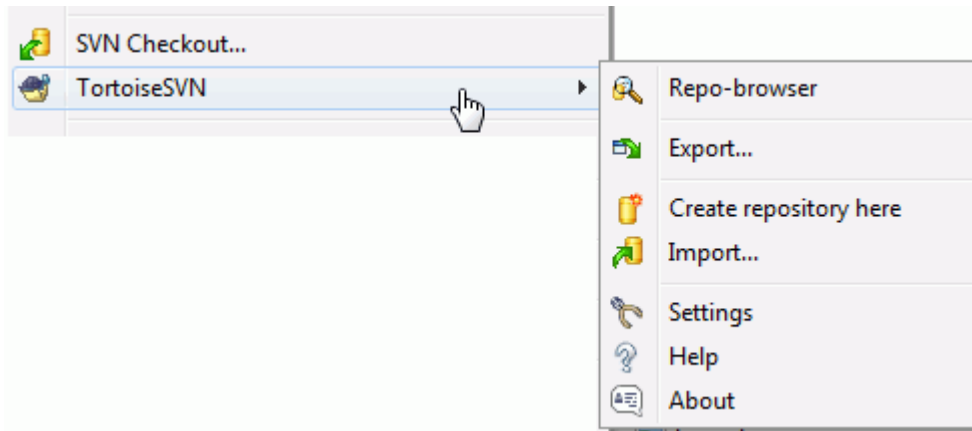 SVN Checkout...
TortoiseSVN
Repo-browser
Export...
Create repository here
Import...
Settings
Help
About